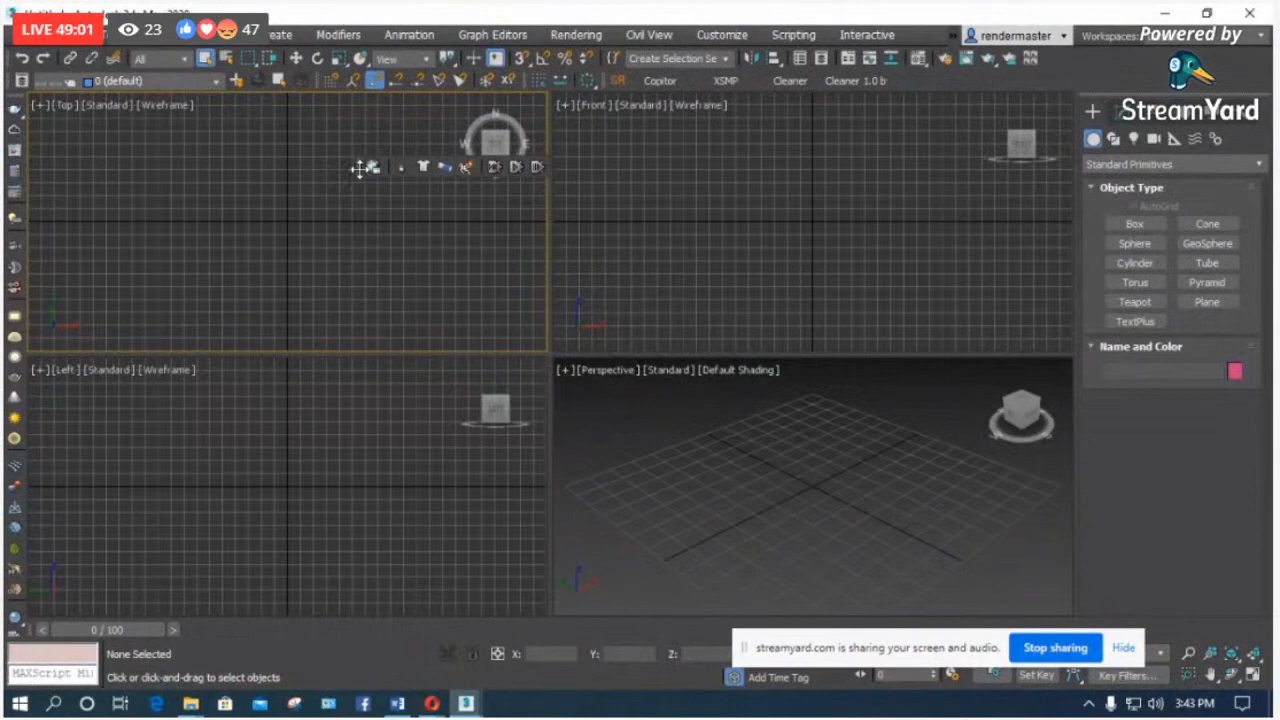 LIVE 49:01
23
47
Modifiers
Animation
Graph Editors
Rendering
Civil View
Customize
Scripting
Interactive
rendermaster
Workspaces:
Powered by
StreamYard
All
View
Create Selection Se
0 (default)
Copitor
XSMP
Cleaner
Cleaner 1.0 b
[+] [Top] [Standard] [Wireframe]
[+] [Front] [Standard] [Wireframe]
N
W
E
Standard Primitives
Object Type
AutoGrid
Box
Cone
Sphere
GeoSphere
Cylinder
Tube
Torus
Pyramid
Teapot
Plane
TextPlus
Name and Color
[+] [Left] [Standard] [Wireframe]
[+] [Perspective] [Standard] [Default Shading]
0 / 100
None Selected
X:
Y:
Z:
streamyard.com is sharing your screen and audio.
Stop sharing
Hide
MAXScript Mi
Click or click-and-drag to select objects
Add Time Tag
0
Set Key
Key Filters...
3:43 PM